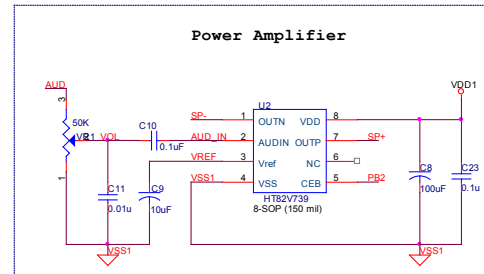 Power Amplifier
AUD
VDD1
3
50K
VR1
2
VOL
1
C10
0.1uF
AUD_IN
SP-
VREF
VSS1
U2
1 OUTN VDD 8
2 AUDIN OUTP 7
3 Vref NC 6
4 VSS CEB 5
HT82V739
8-SOP (150 mil)
SP+
PB2
C11
0.01u
C9
10uF
C8
100uF
C23
0.1u
VSS1
VSS1